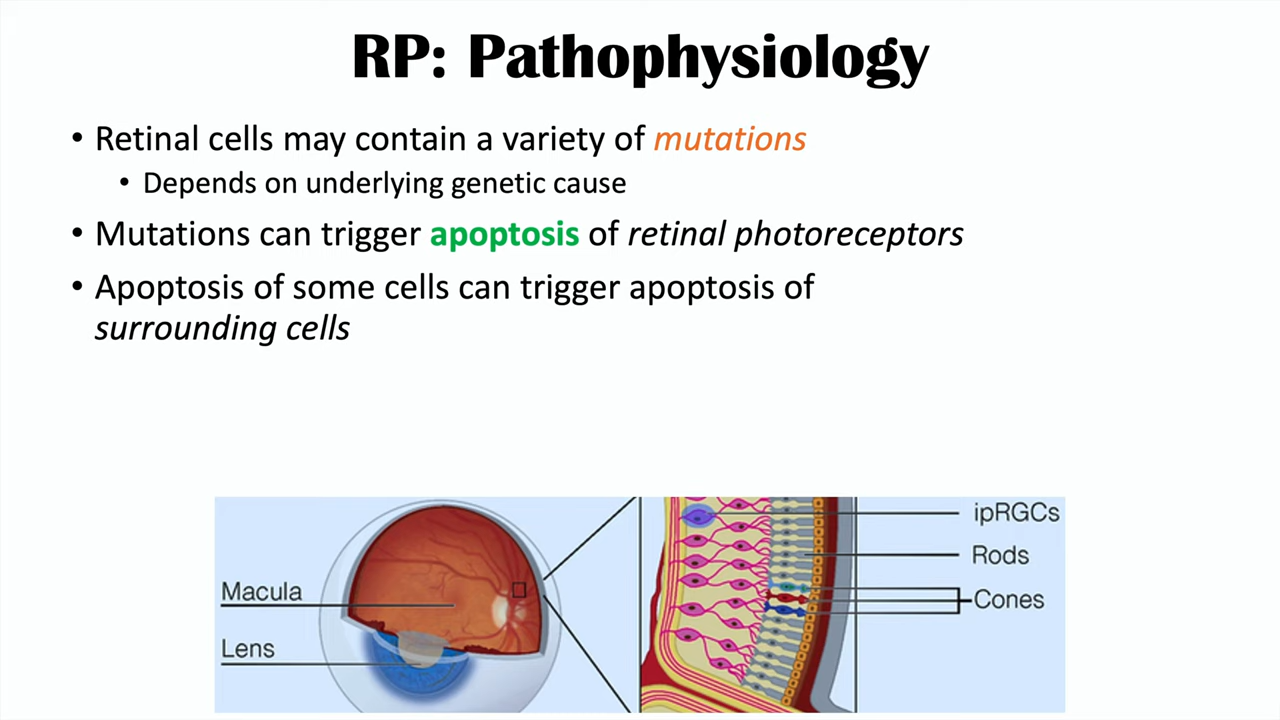 RP: Pathophysiology
• Retinal cells may contain a variety of mutations
• Depends on underlying genetic cause
• Mutations can trigger apoptosis of retinal photoreceptors
• Apoptosis of some cells can trigger apoptosis of
surrounding cells
Macula
Lens
ipRGCs
Rods
Cones